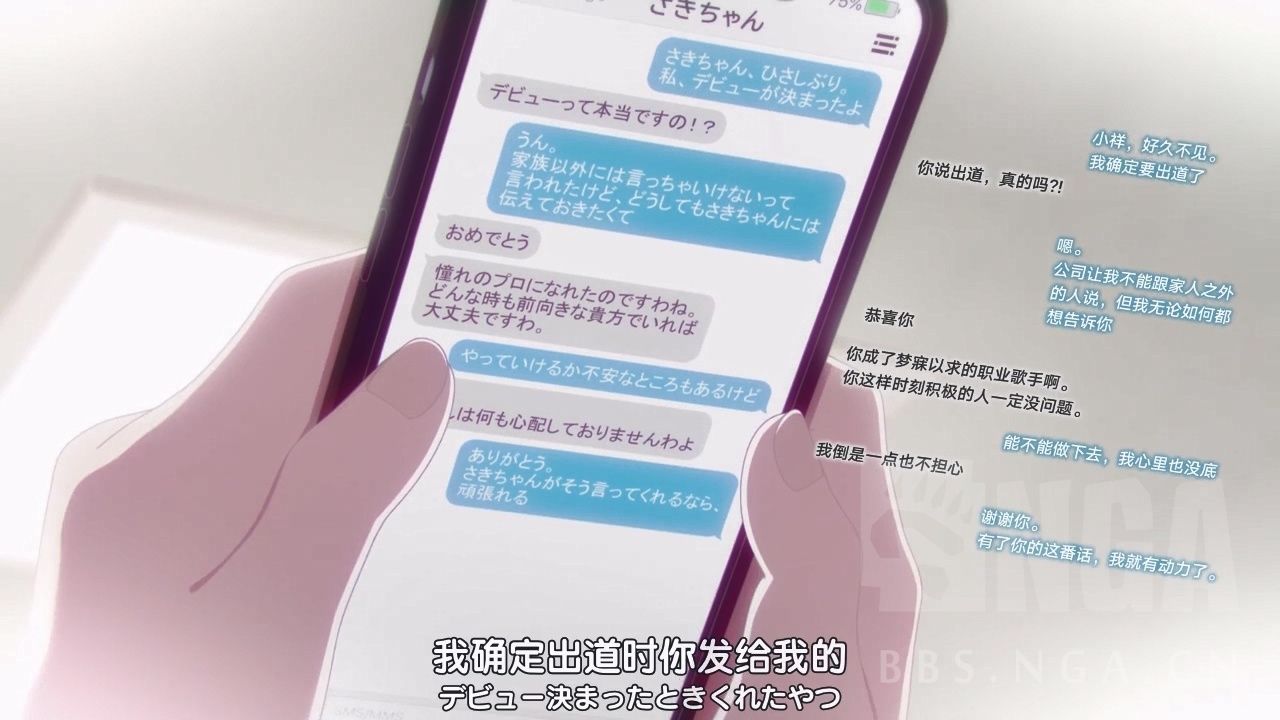 75%
さきちゃん
さきちゃん、ひさしぶり。
私、デビューが決まったよ
デビューって本当ですの！？
うん。
家族以外には言っちゃいけないって
言われたけど、どうしてもさきちゃんには
伝えておきたくて
おめでとう
憧れのプロになれたのですわね。
どんな時も前向きな貴方でいれば
大丈夫ですわ。
やっていけるか不安なところもあるけど
は何も心配しておりませんわよ
ありがとう。
さきちゃんがそう言ってくれるなら、
頑張れる
SMS/MMS
小祥，好久不见。
我确定要出道了
你说出道，真的吗?!
嗯。
公司让我不能跟家人之外
的人说，但我无论如何都
想告诉你
恭喜你
你成了梦寐以求的职业歌手啊。
你这样时刻积极的人一定没问题。
能不能做下去，我心里也没底
我倒是一点也不担心
谢谢你。
有了你的这番话，我就有动力了。
NGA
BBS.NGA.CN
我确定出道时你发给我的
デビュー決まったときくれたやつ